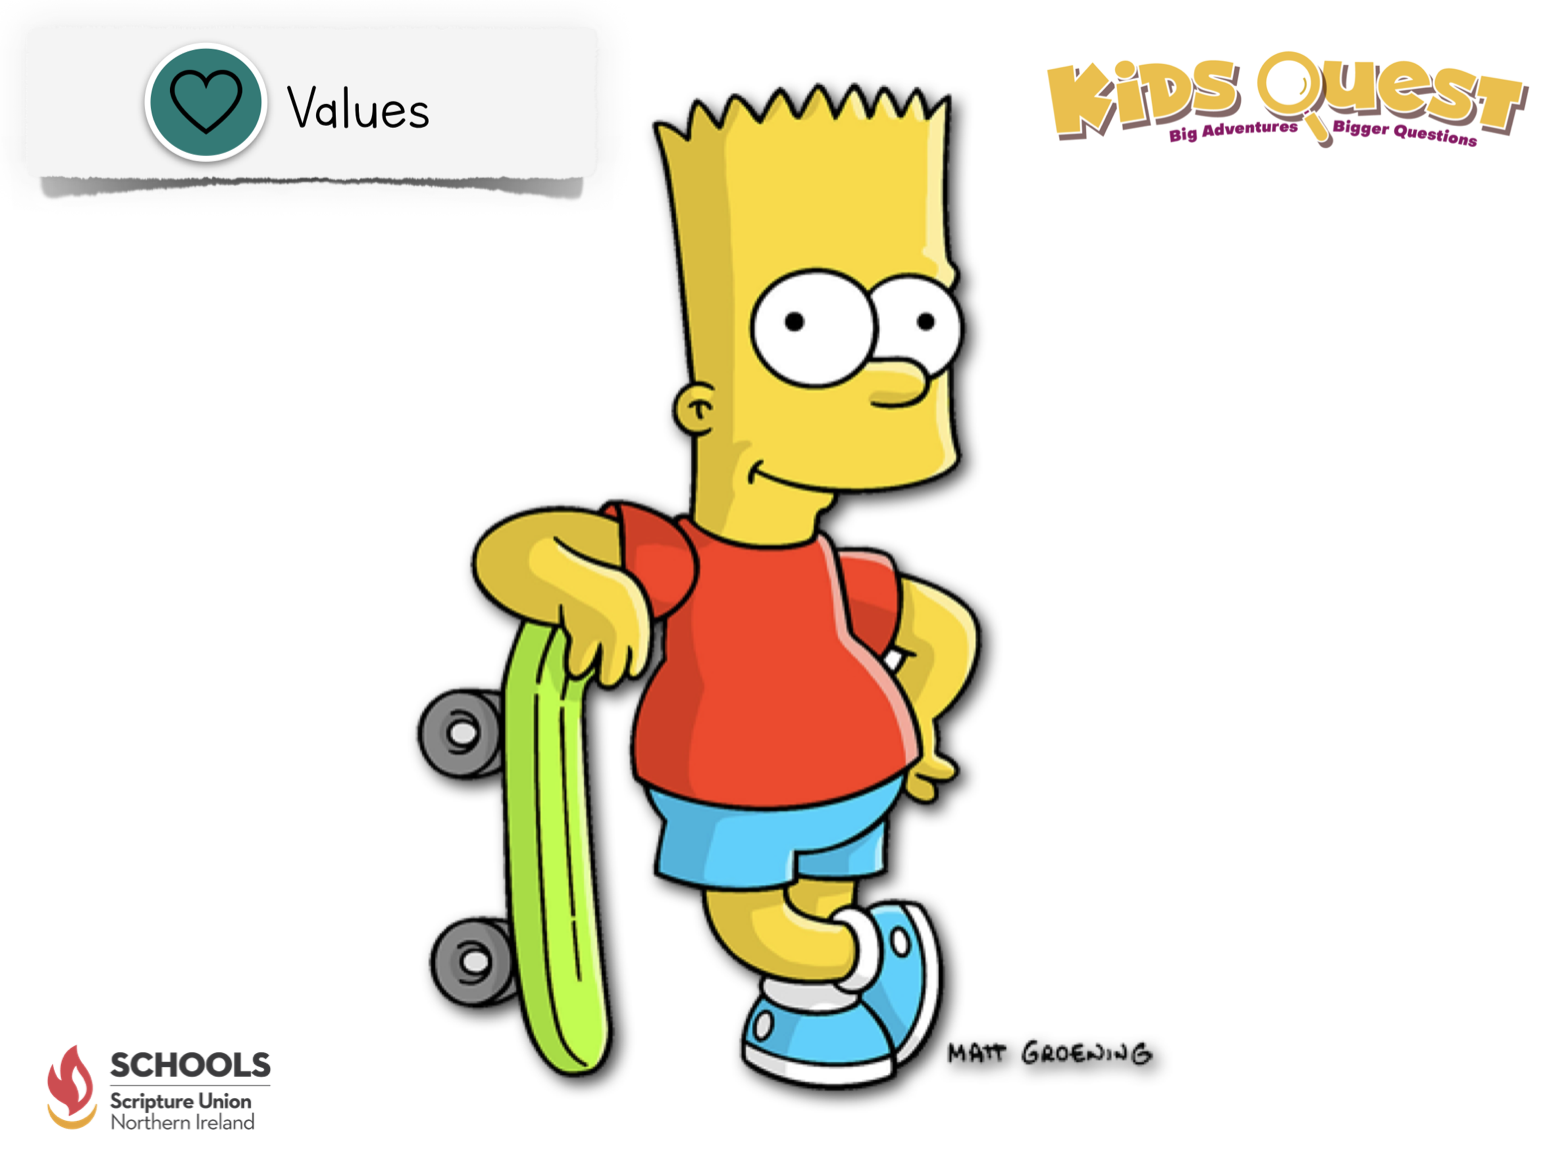 Values
KiDS QUEST
Big Adventures Bigger Questions
MATT GROENING
SCHOOLS
Scripture Union
Northern Ireland